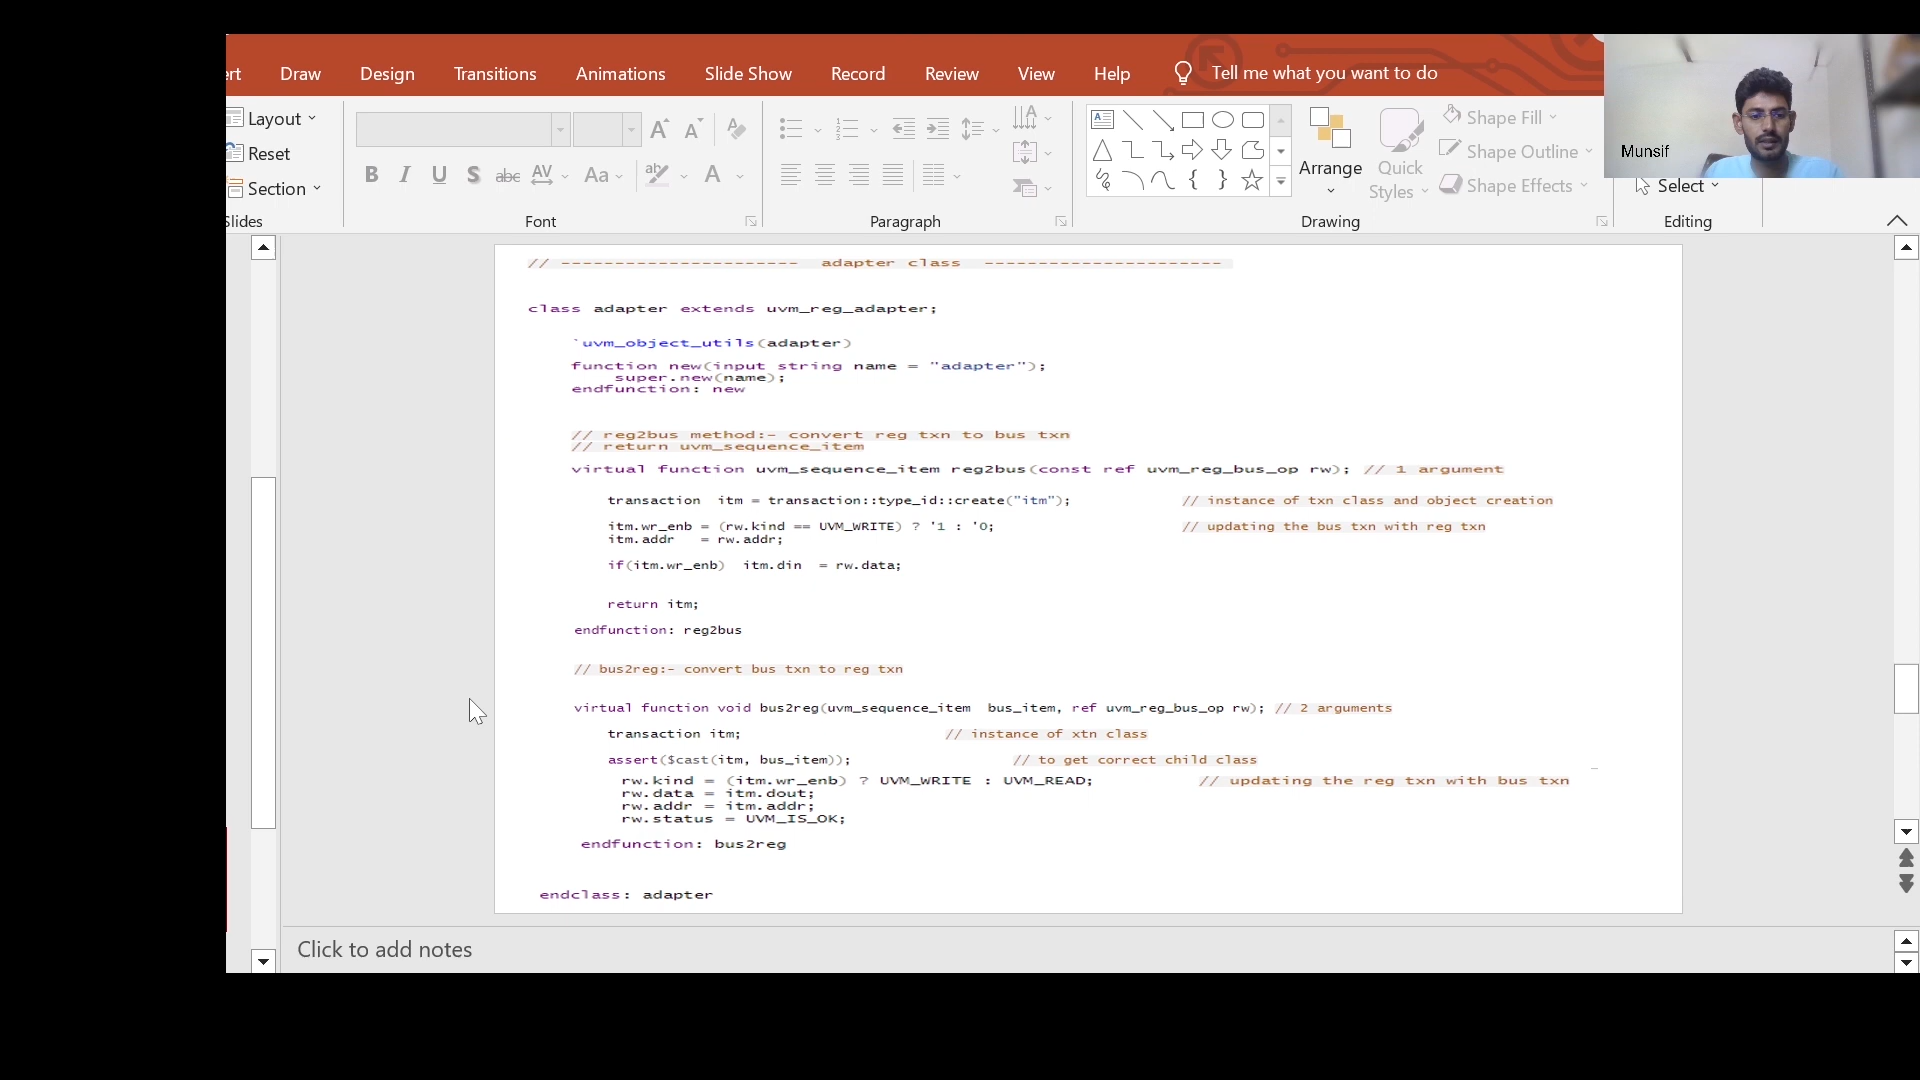 rt Draw Design Transitions Animations Slide Show Record Review View Help Tell me what you want to do
Layout
Reset
Section
Slides
B I U S abc AV Aa ab A
Font
Paragraph
Arrange
Quick
Styles
Shape Fill
Shape Outline
Shape Effects
Drawing
Munsif
Select
Editing
// ---------------------- adapter class ----------------------
class adapter extends uvm_reg_adapter;
`uvm_object_utils(adapter)
function new(input string name = "adapter");
super.new(name);
endfunction: new
// reg2bus method:- convert reg txn to bus txn
// return uvm_sequence_item
virtual function uvm_sequence_item reg2bus(const ref uvm_reg_bus_op rw); // 1 argument
transaction itm = transaction::type_id::create("itm"); // instance of txn class and object creation
itm.wr_enb = (rw.kind == UVM_WRITE) ? '1 : '0; // updating the bus txn with reg txn
itm.addr = rw.addr;
if(itm.wr_enb) itm.din = rw.data;
return itm;
endfunction: reg2bus
// bus2reg:- convert bus txn to reg txn
virtual function void bus2reg(uvm_sequence_item bus_item, ref uvm_reg_bus_op rw); // 2 arguments
transaction itm; // instance of xtn class
assert($cast(itm, bus_item)); // to get correct child class
rw.kind = (itm.wr_enb) ? UVM_WRITE : UVM_READ; // updating the reg txn with bus txn
rw.data = itm.dout;
rw.addr = itm.addr;
rw.status = UVM_IS_OK;
endfunction: bus2reg
endclass: adapter
Click to add notes